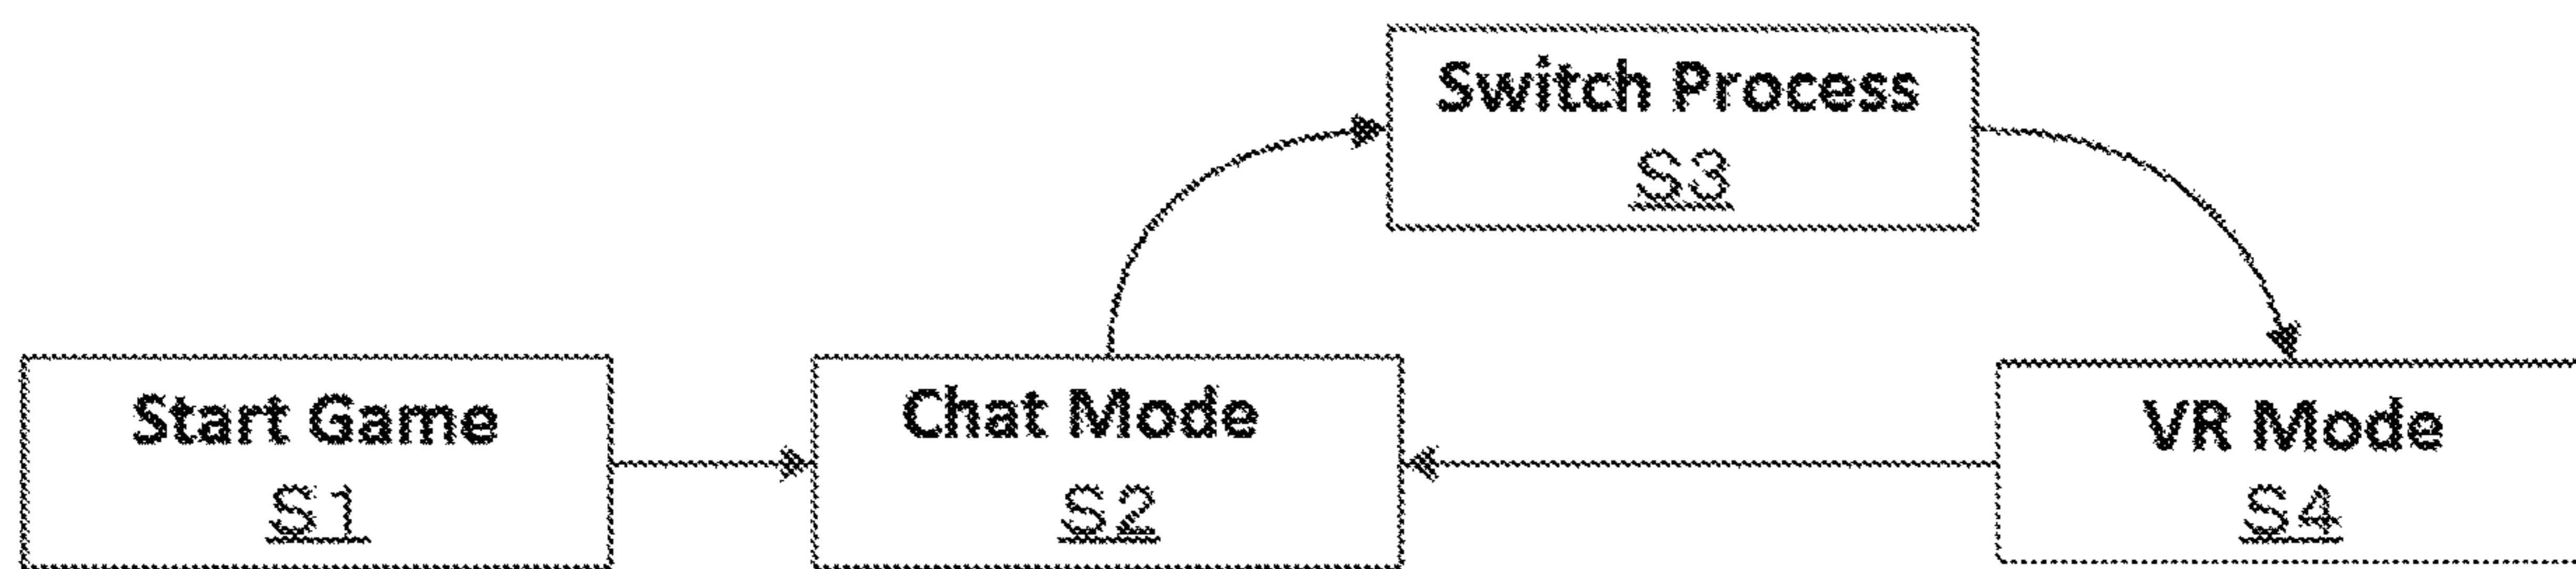 Switch Process
S3
Start Game
S1
Chat Mode
S2
VR Mode
S4